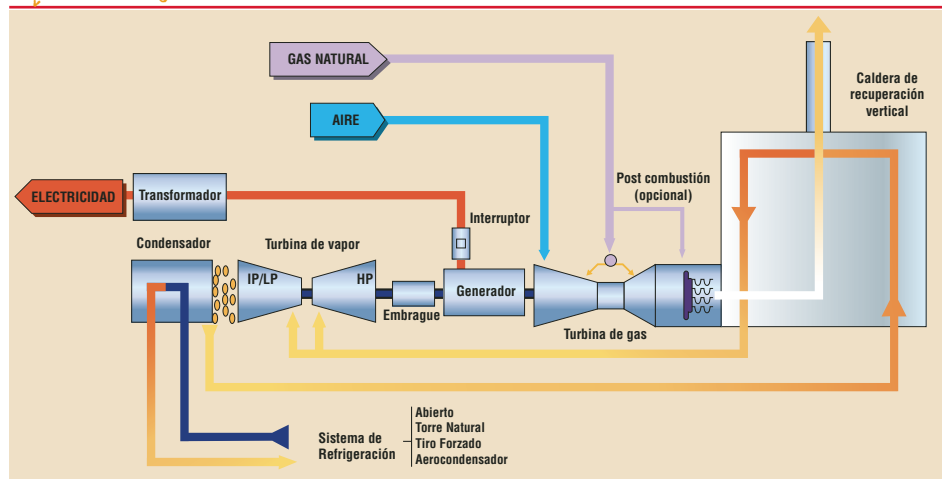 GAS NATURAL
Caldera de
recuperación
vertical
AIRE
Post combustión
(opcional)
ELECTRICIDAD
Transformador
Interruptor
Condensador
Turbina de vapor
IP/LP
HP
Generador
Embrague
Turbina de gas
Sistema de
Refrigeración
Abierto
Torre Natural
Tiro Forzado
Aerocondensador